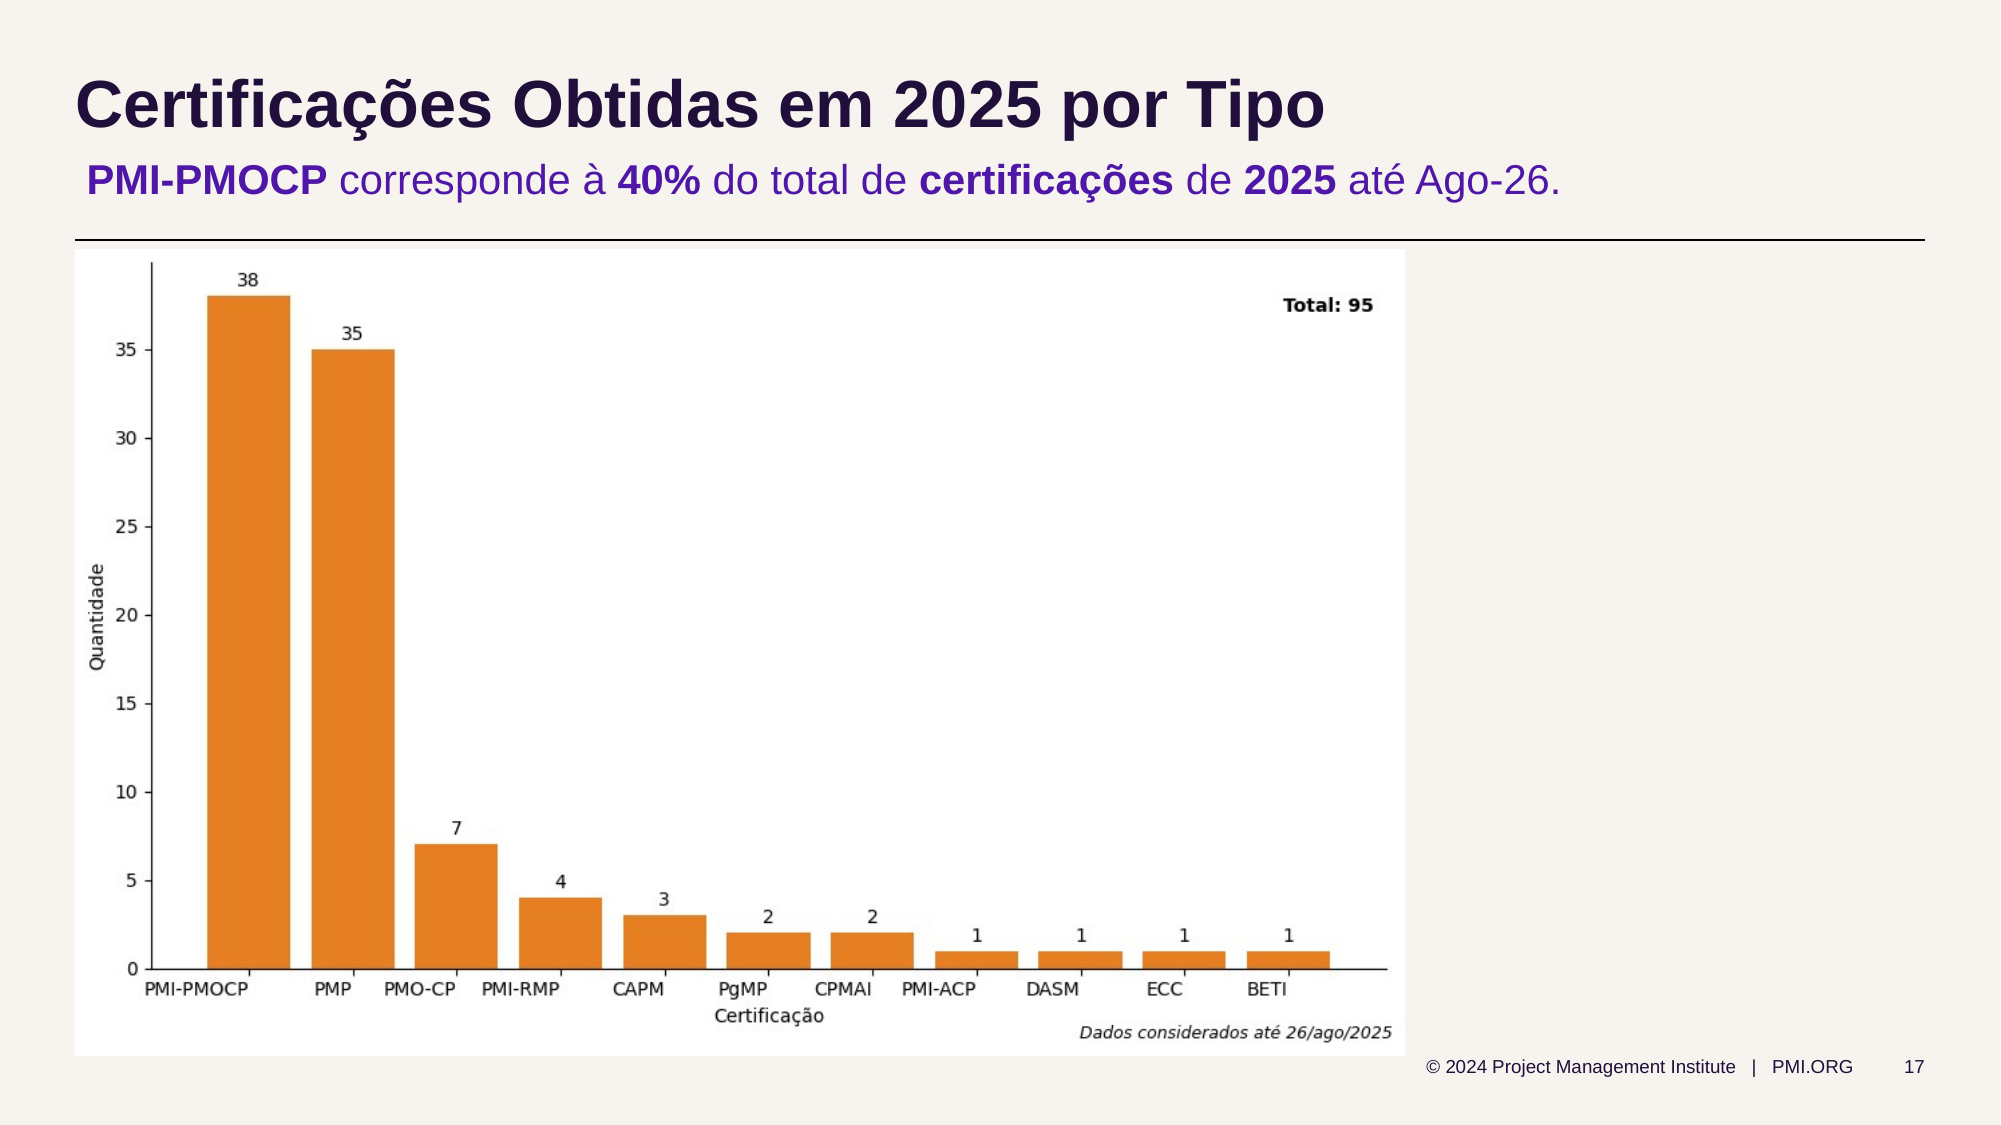 Certificações Obtidas em 2025 por Tipo
PMI-PMOCP corresponde à 40% do total de certificações de 2025 até Ago-26.
38
Total: 95
35
35
30
25
Quantidade
20
15
10
7
5
4
3
2
2
1
1
1
1
0
PMI-PMOCP PMP PMO-CP PMI-RMP CAPM PgMP CPMAI PMI-ACP DASM ECC BETI
Certificação
Dados considerados até 26/ago/2025
© 2024 Project Management Institute | PMI.ORG 17